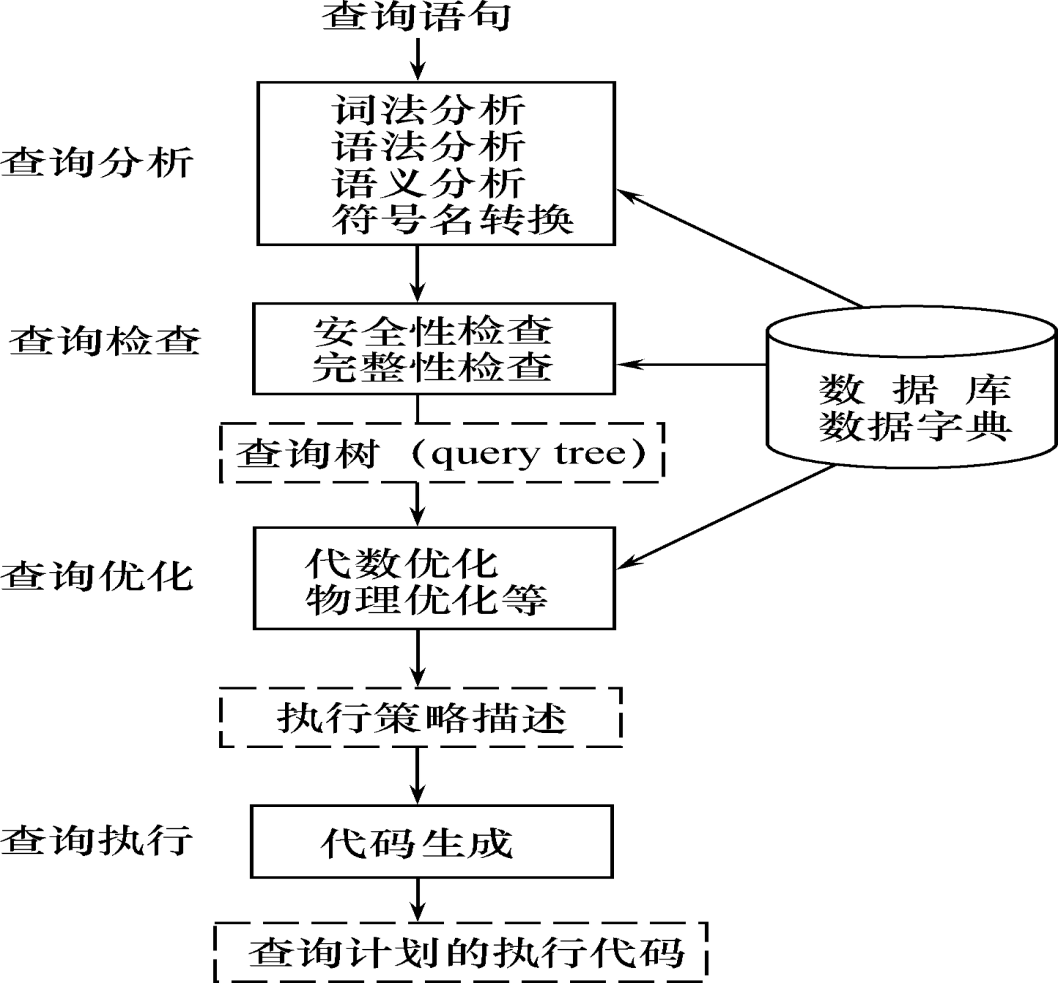 查询语句
查询分析
词法分析
语法分析
语义分析
符号名转换
查询检查
安全性检查
完整性检查
数据库
数据字典
查询树（query tree）
查询优化
代数优化
物理优化等
执行策略描述
查询执行
代码生成
查询计划的执行代码